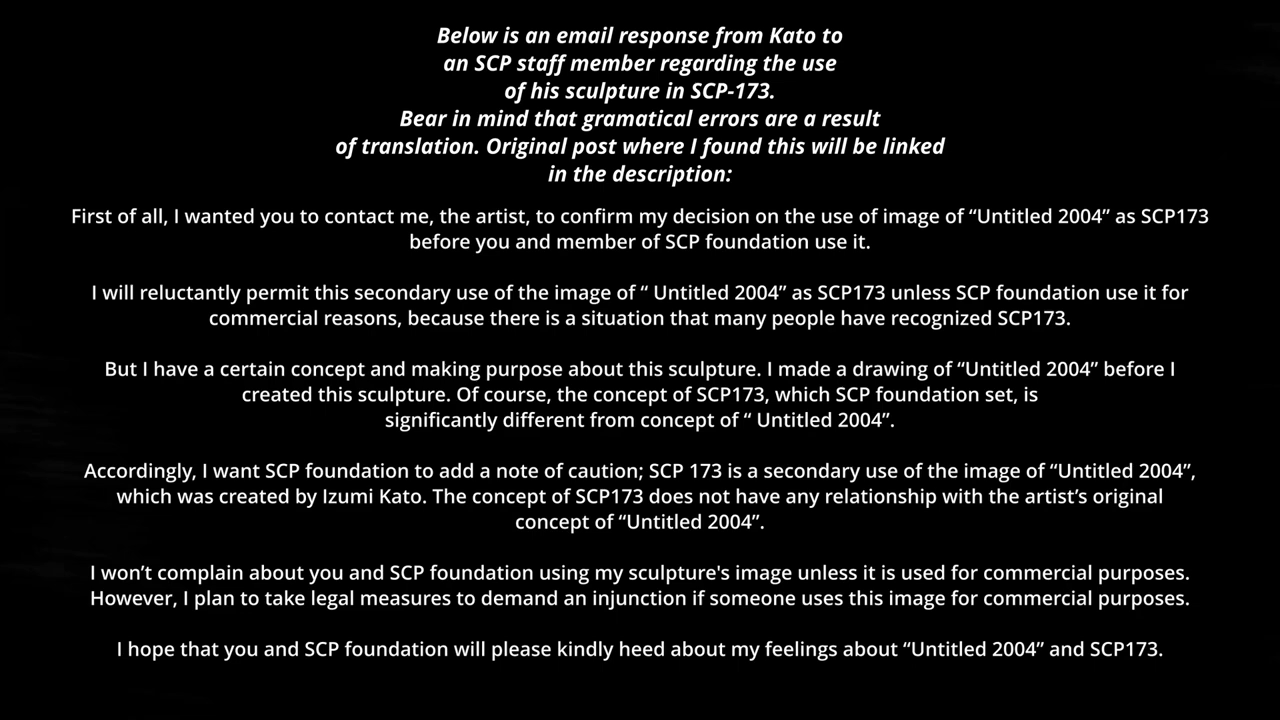 Below is an email response from Kato to
an SCP staff member regarding the use
of his sculpture in SCP-173.
Bear in mind that gramatical errors are a result
of translation. Original post where I found this will be linked
in the description:
First of all, I wanted you to contact me, the artist, to confirm my decision on the use of image of “Untitled 2004” as SCP173
before you and member of SCP foundation use it.
I will reluctantly permit this secondary use of the image of “ Untitled 2004” as SCP173 unless SCP foundation use it for
commercial reasons, because there is a situation that many people have recognized SCP173.
But I have a certain concept and making purpose about this sculpture. I made a drawing of “Untitled 2004” before I
created this sculpture. Of course, the concept of SCP173, which SCP foundation set, is
significantly different from concept of “ Untitled 2004”.
Accordingly, I want SCP foundation to add a note of caution; SCP 173 is a secondary use of the image of “Untitled 2004”,
which was created by Izumi Kato. The concept of SCP173 does not have any relationship with the artist’s original
concept of “Untitled 2004”.
I won’t complain about you and SCP foundation using my sculpture's image unless it is used for commercial purposes.
However, I plan to take legal measures to demand an injunction if someone uses this image for commercial purposes.
I hope that you and SCP foundation will please kindly heed about my feelings about “Untitled 2004” and SCP173.